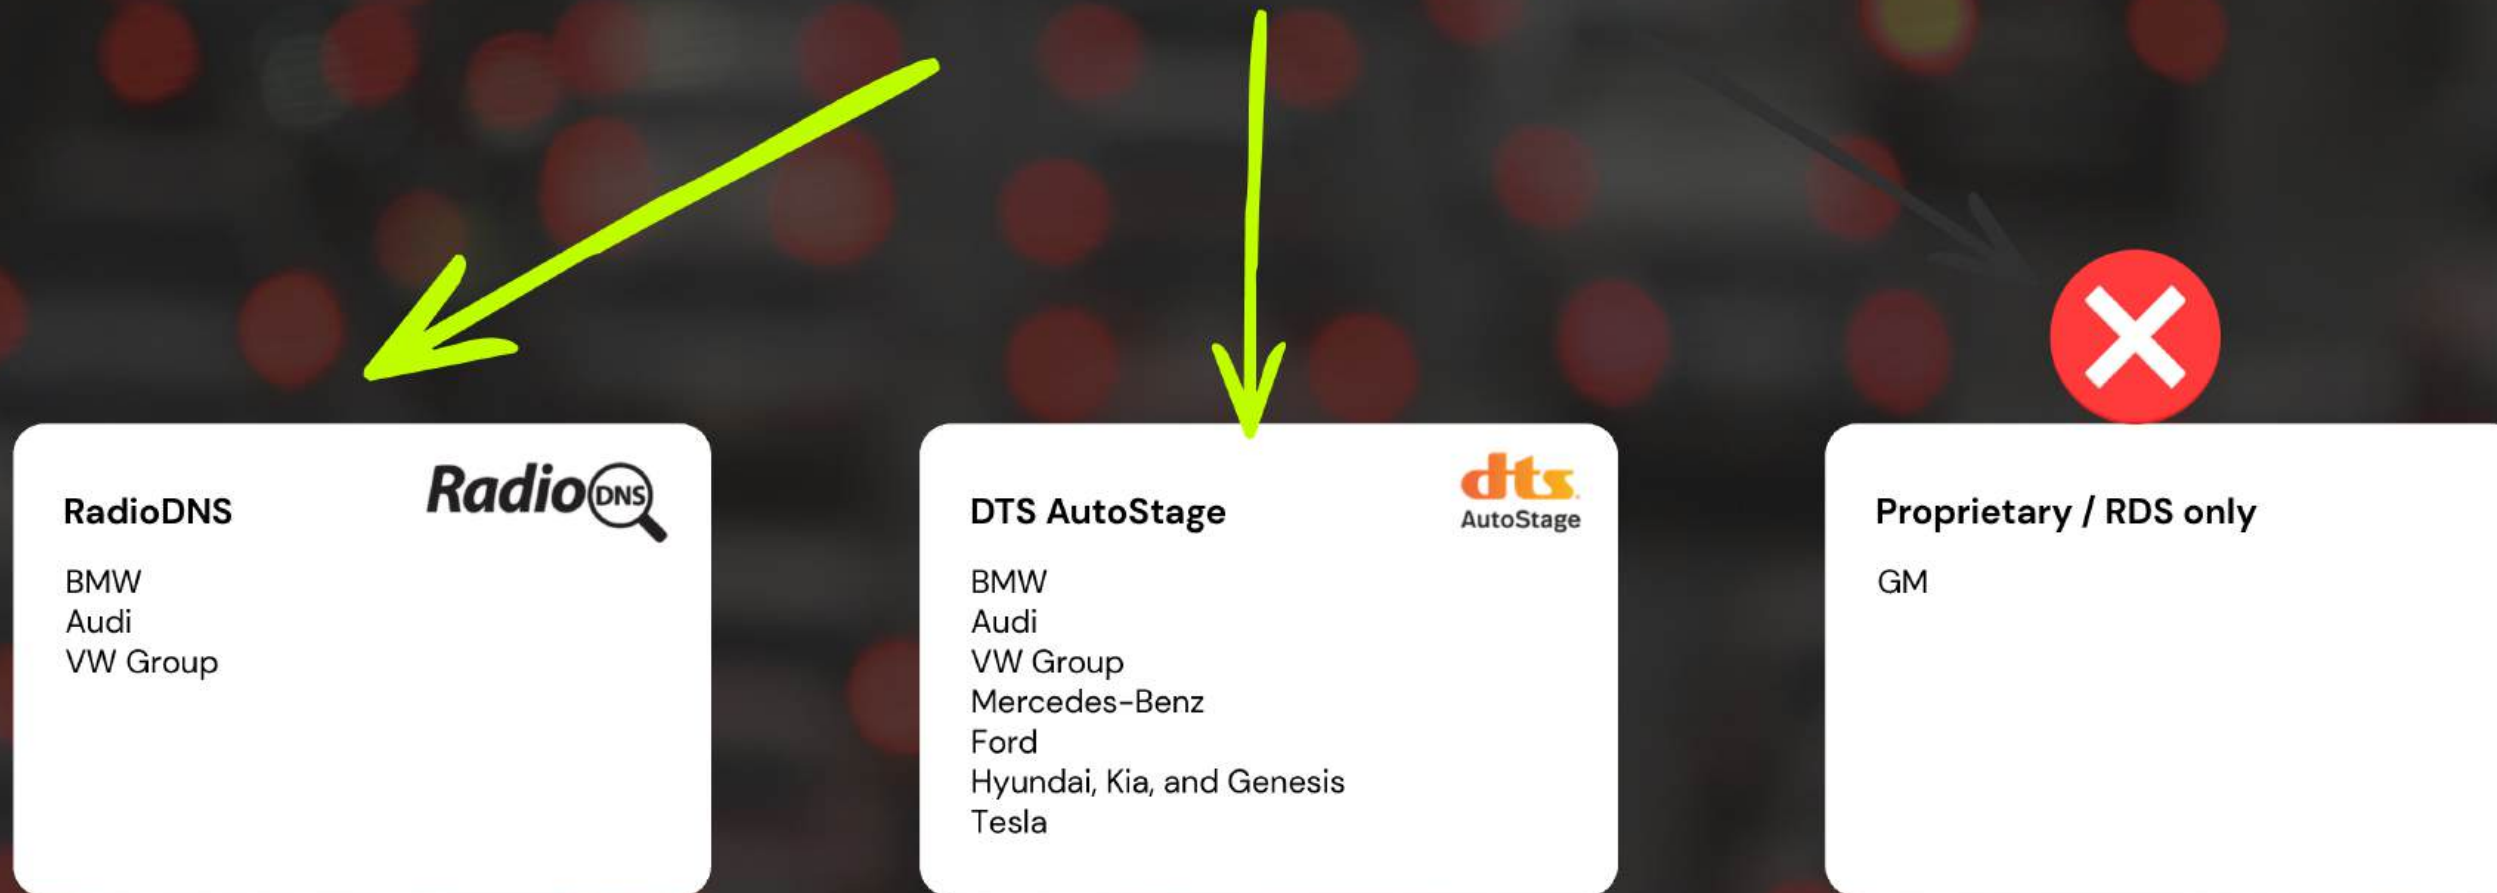 RadioDNS
Radio DNS
BMW
Audi
VW Group
DTS AutoStage
dts
AutoStage
BMW
Audi
VW Group
Mercedes-Benz
Ford
Hyundai, Kia, and Genesis
Tesla
Proprietary / RDS only
GM